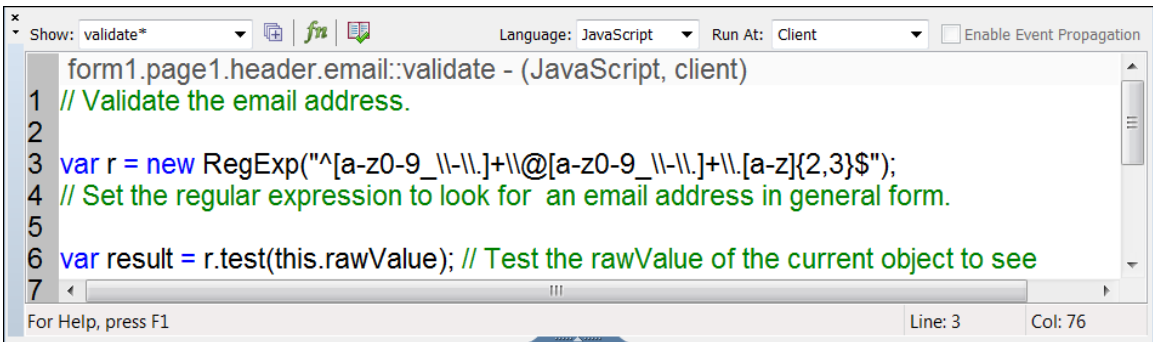 Show: validate* fn Language: JavaScript Run At: Client Enable Event Propagation
form1.page1.header.email::validate - (JavaScript, client)
1 // Validate the email address.
2
3 var r = new RegExp("^[a-z0-9_\\-\\.]+\\@[a-z0-9_\\-\\.]+\\.[a-z]{2,3}$");
4 // Set the regular expression to look for  an email address in general form.
5
6 var result = r.test(this.rawValue); // Test the rawValue of the current object to see
7
For Help, press F1 Line: 3 Col: 76